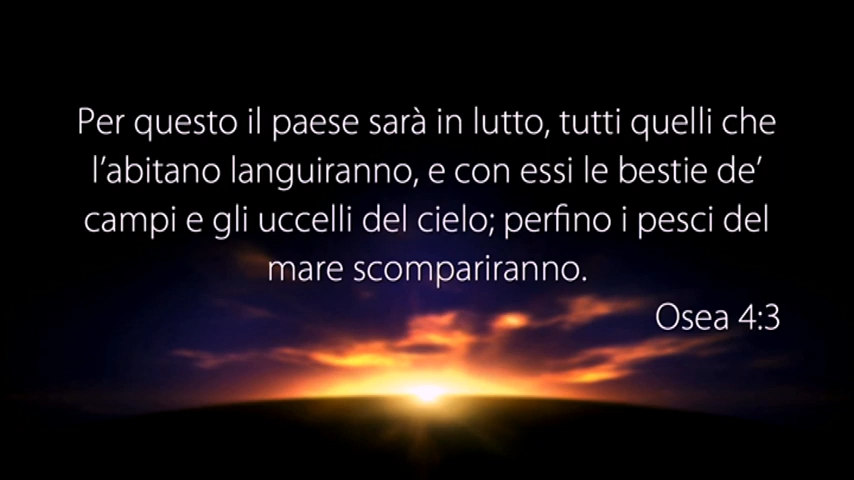 Per questo il paese sarà in lutto, tutti quelli che
l’abitano languiranno, e con essi le bestie de’
campi e gli uccelli del cielo; perfino i pesci del
mare scompariranno.
Osea 4:3